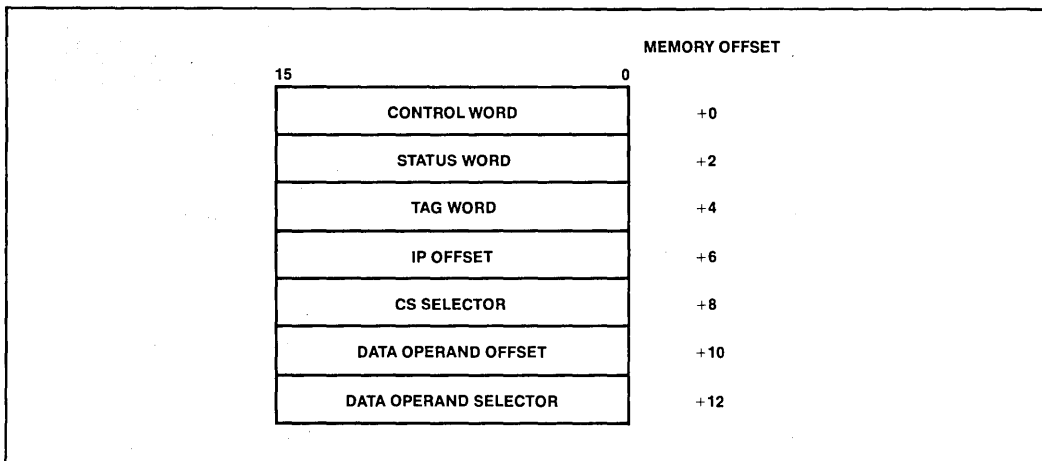 MEMORY OFFSET
15 0
CONTROL WORD +0
STATUS WORD +2
TAG WORD +4
IP OFFSET +6
CS SELECTOR +8
DATA OPERAND OFFSET +10
DATA OPERAND SELECTOR +12